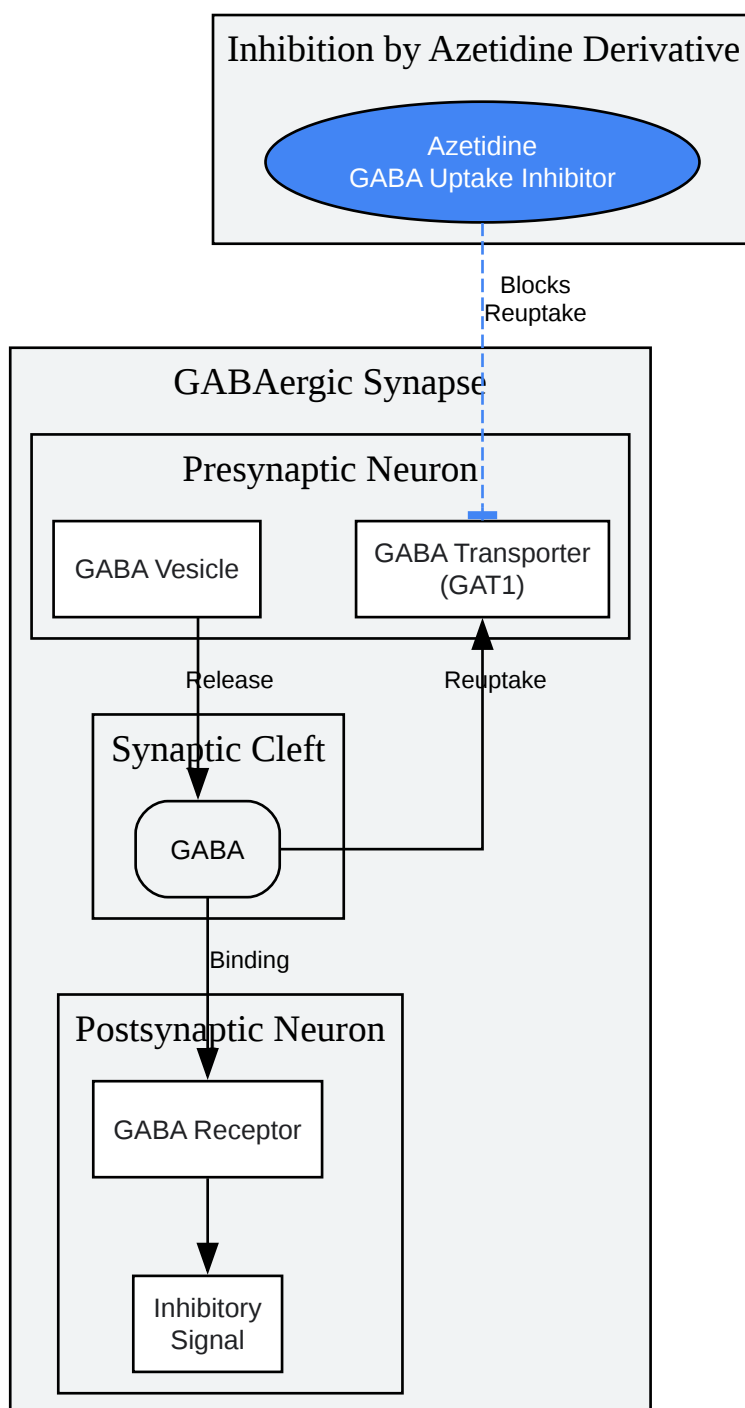 Inhibition by Azetidine Derivative
Azetidine
GABA Uptake Inhibitor
Blocks
Reuptake
GABAergic Synapse
Presynaptic Neuron
GABA Vesicle
GABA Transporter
(GAT1)
Release
Reuptake
Synaptic Cleft
GABA
Binding
Postsynaptic Neuron
GABA Receptor
Inhibitory
Signal